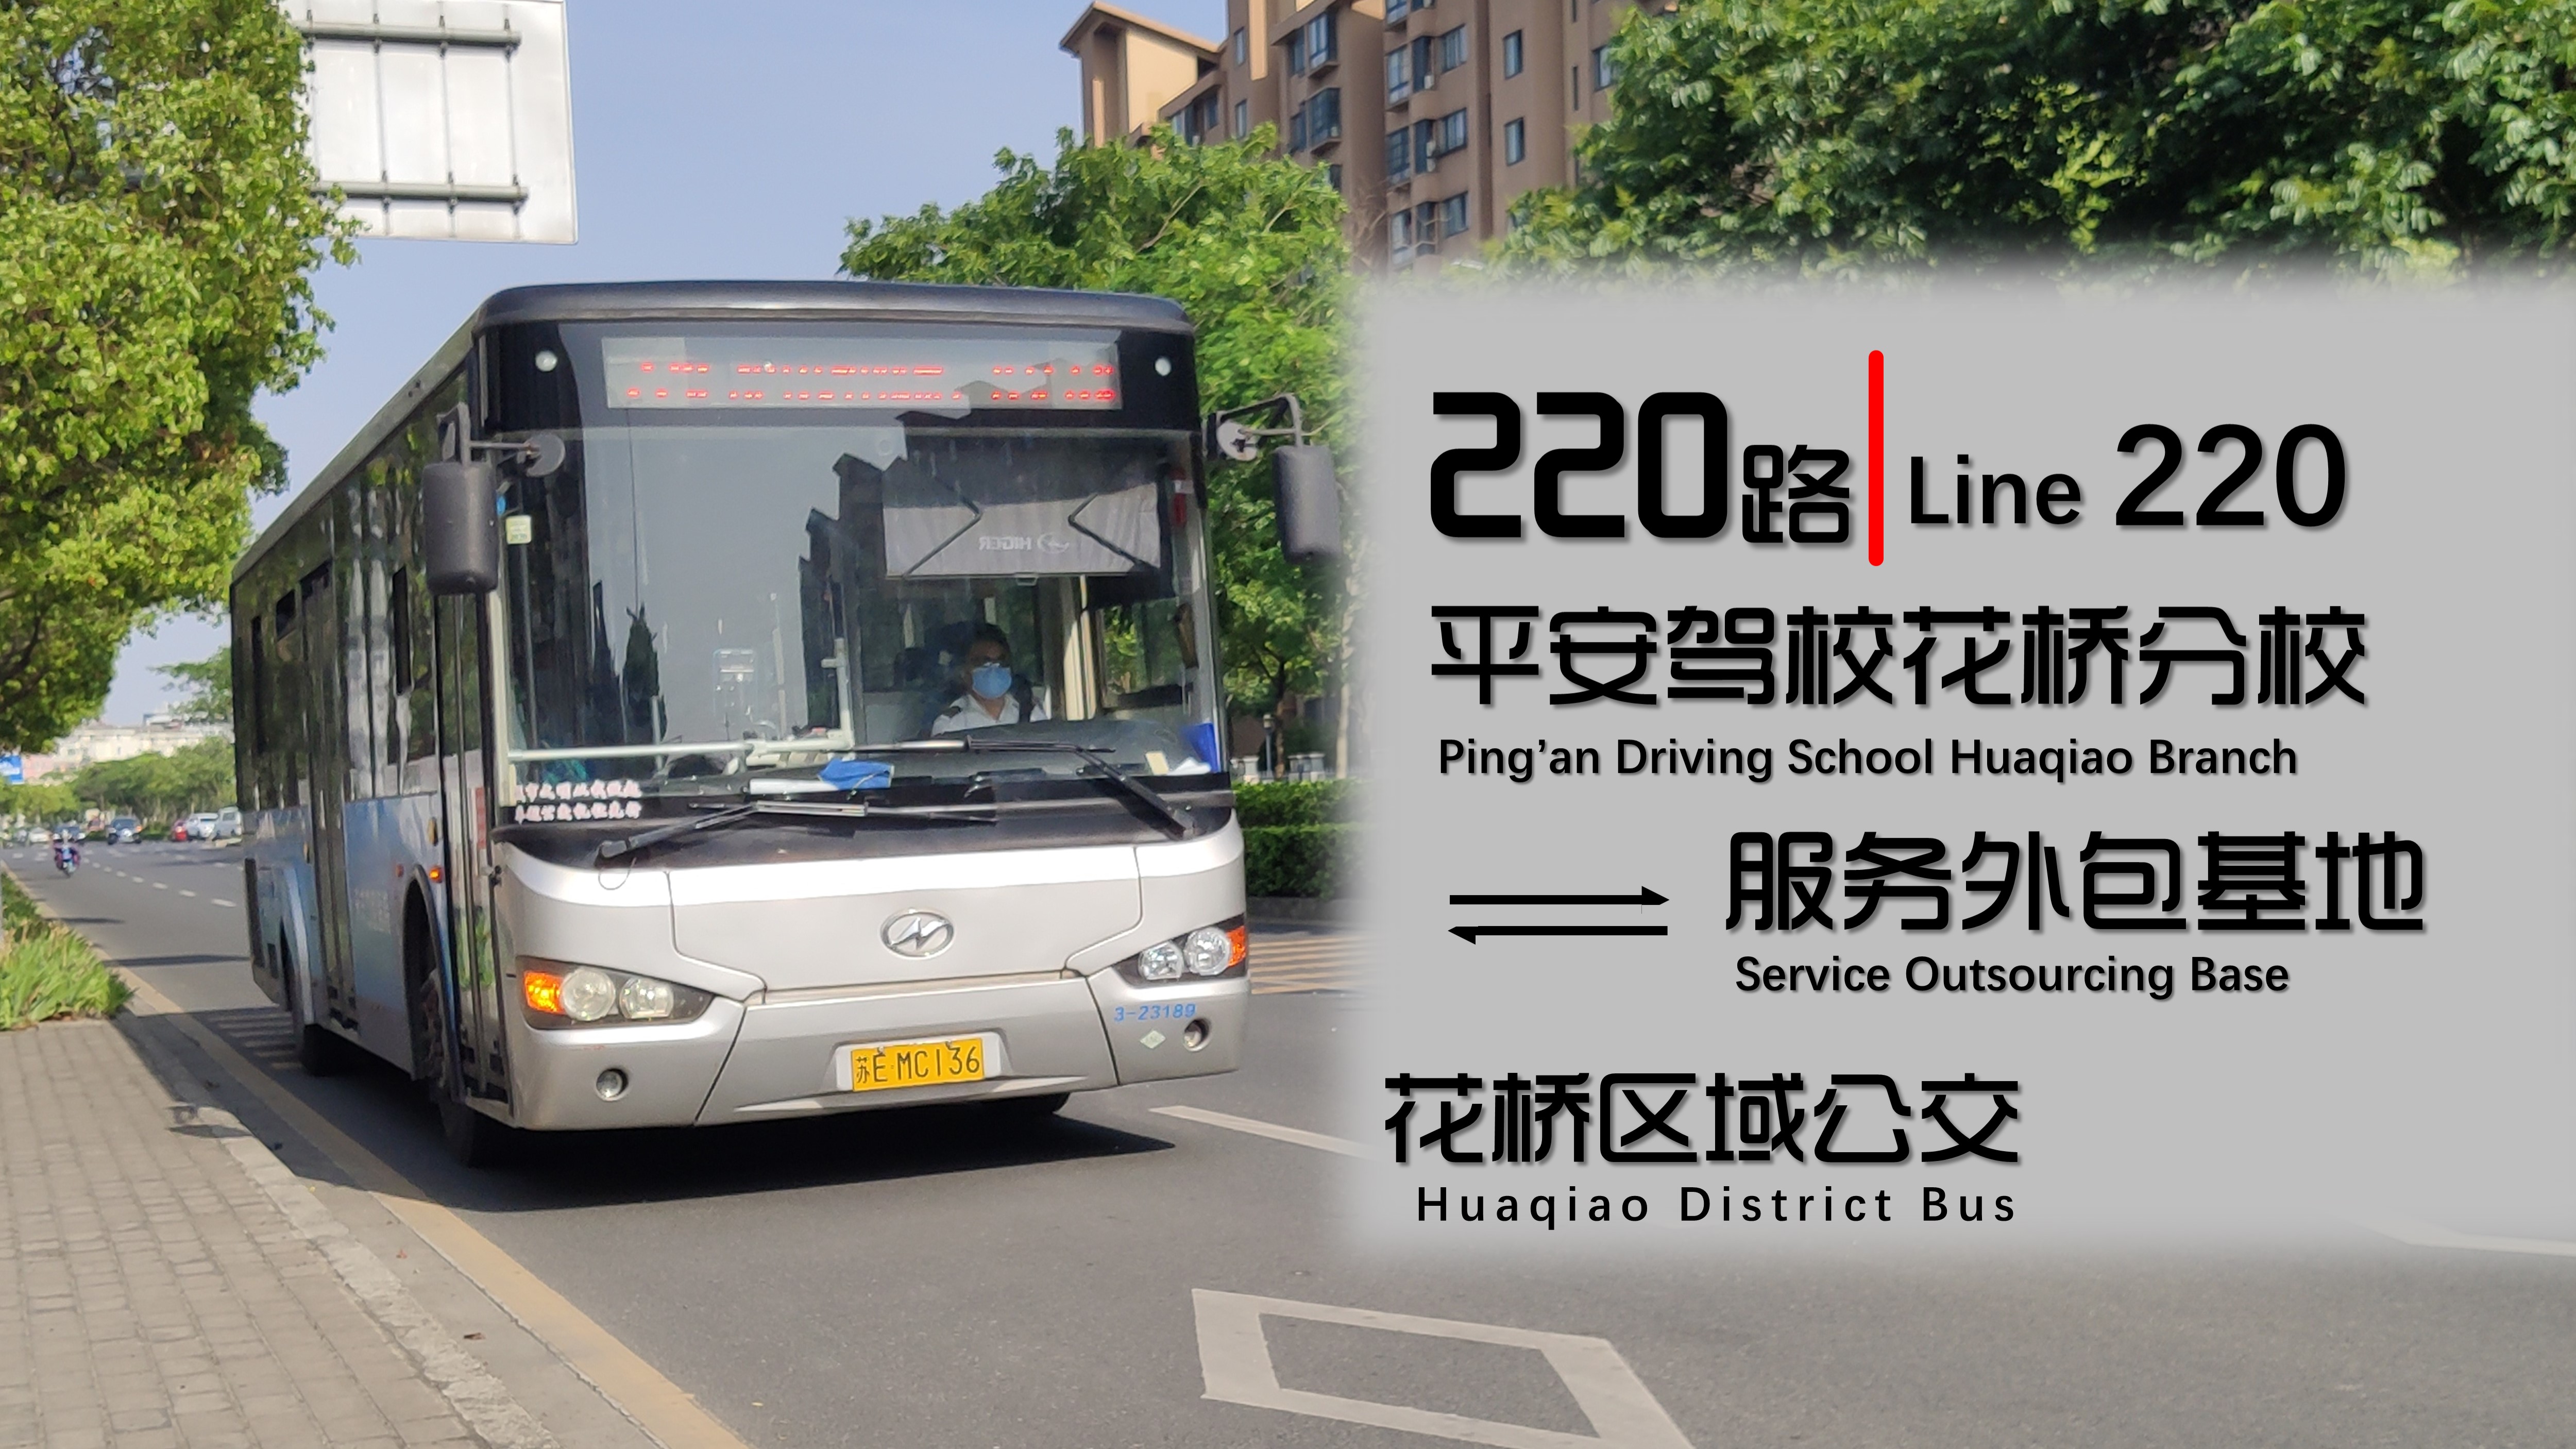 220路 Line 220
平安驾校花桥分校
Ping'an Driving School Huaqiao Branch
服务外包基地
Service Outsourcing Base
花桥区域公交
Huaqiao District Bus
HIGER
3-23189
苏E·MC136